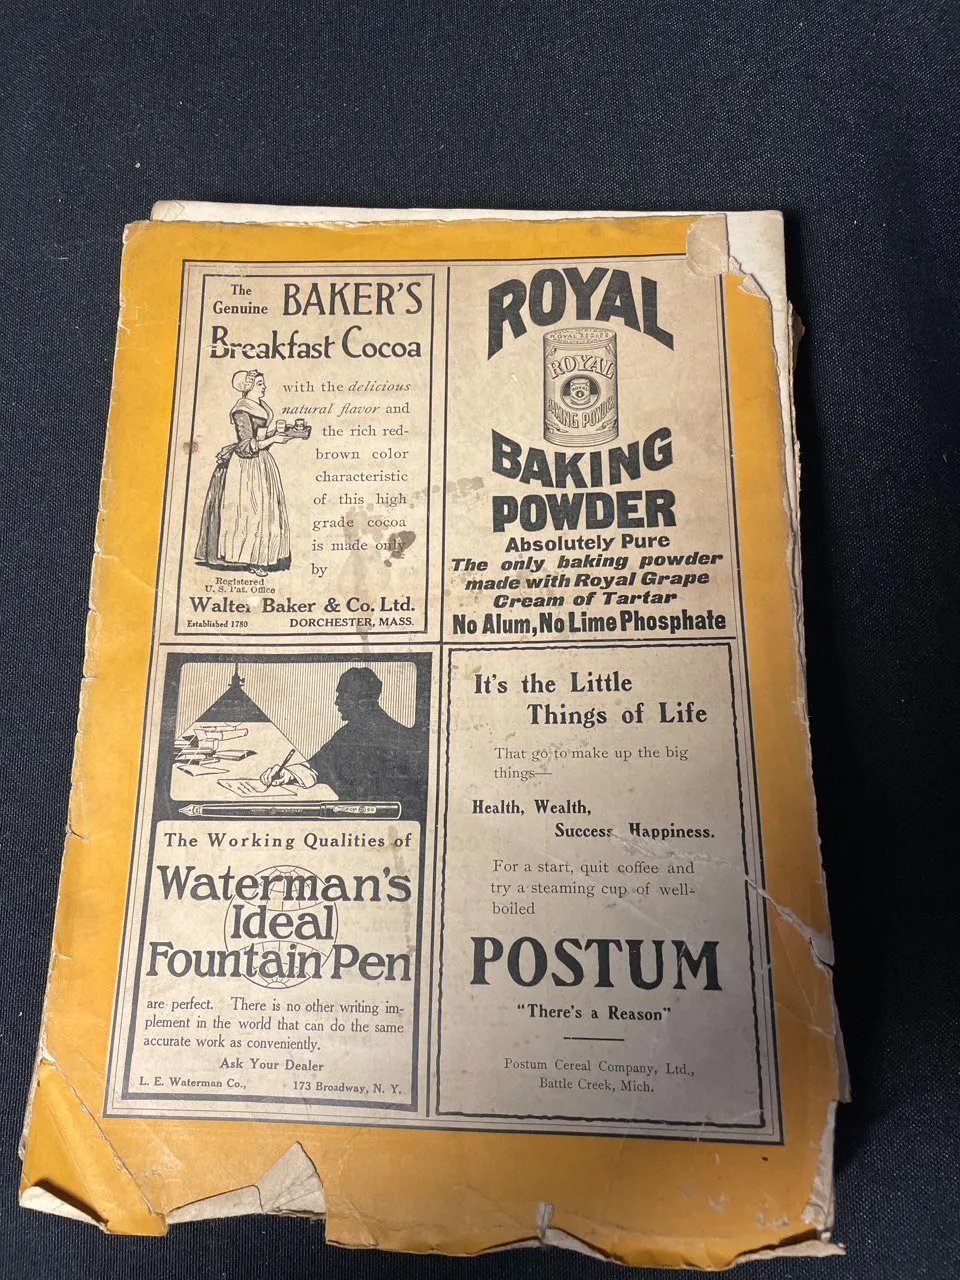 The
Genuine BAKER'S
Breakfast Cocoa
with the delicious
natural flavor and
the rich red-
brown color
characteristic
of this high
grade cocoa
is made only
by
Registered
U. S. Pat. Office
Walter Baker & Co. Ltd.
Established 1780 DORCHESTER, MASS.
ROYAL
ROYAL
BAKING POWDER
BAKING
POWDER
Absolutely Pure
The only baking powder
made with Royal Grape
Cream of Tartar
No Alum, No Lime Phosphate
The Working Qualities of
Waterman's
Ideal
Fountain Pen
are perfect. There is no other writing im-
plement in the world that can do the same
accurate work as conveniently.
Ask Your Dealer
L. E. Waterman Co., 173 Broadway, N. Y.
It's the Little
Things of Life
That go to make up the big
things—
Health, Wealth,
Success, Happiness.
For a start, quit coffee and
try a steaming cup of well-
boiled
POSTUM
"There's a Reason"
Postum Cereal Company, Ltd.,
Battle Creek, Mich.